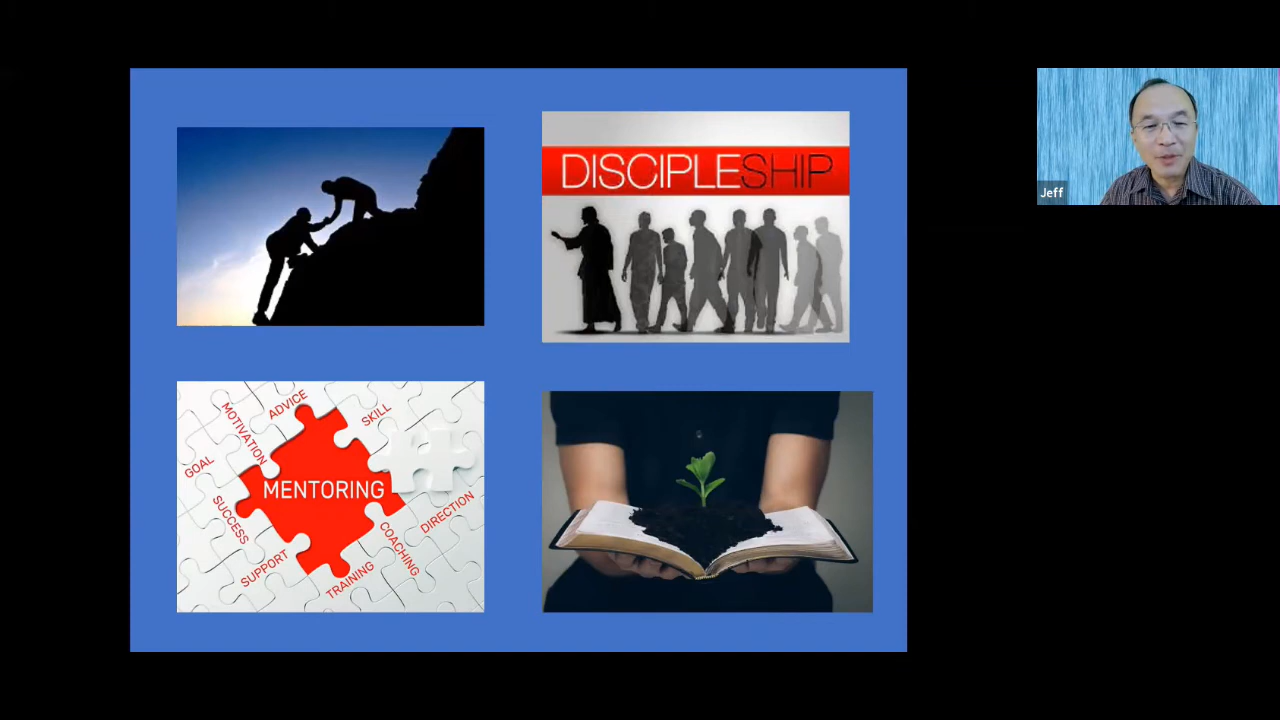 DISCIPLESHIP
Jeff
ADVICE
SKILL
MOTIVATION
GOAL
MENTORING
SUCCESS
DIRECTION
COACHING
SUPPORT
TRAINING